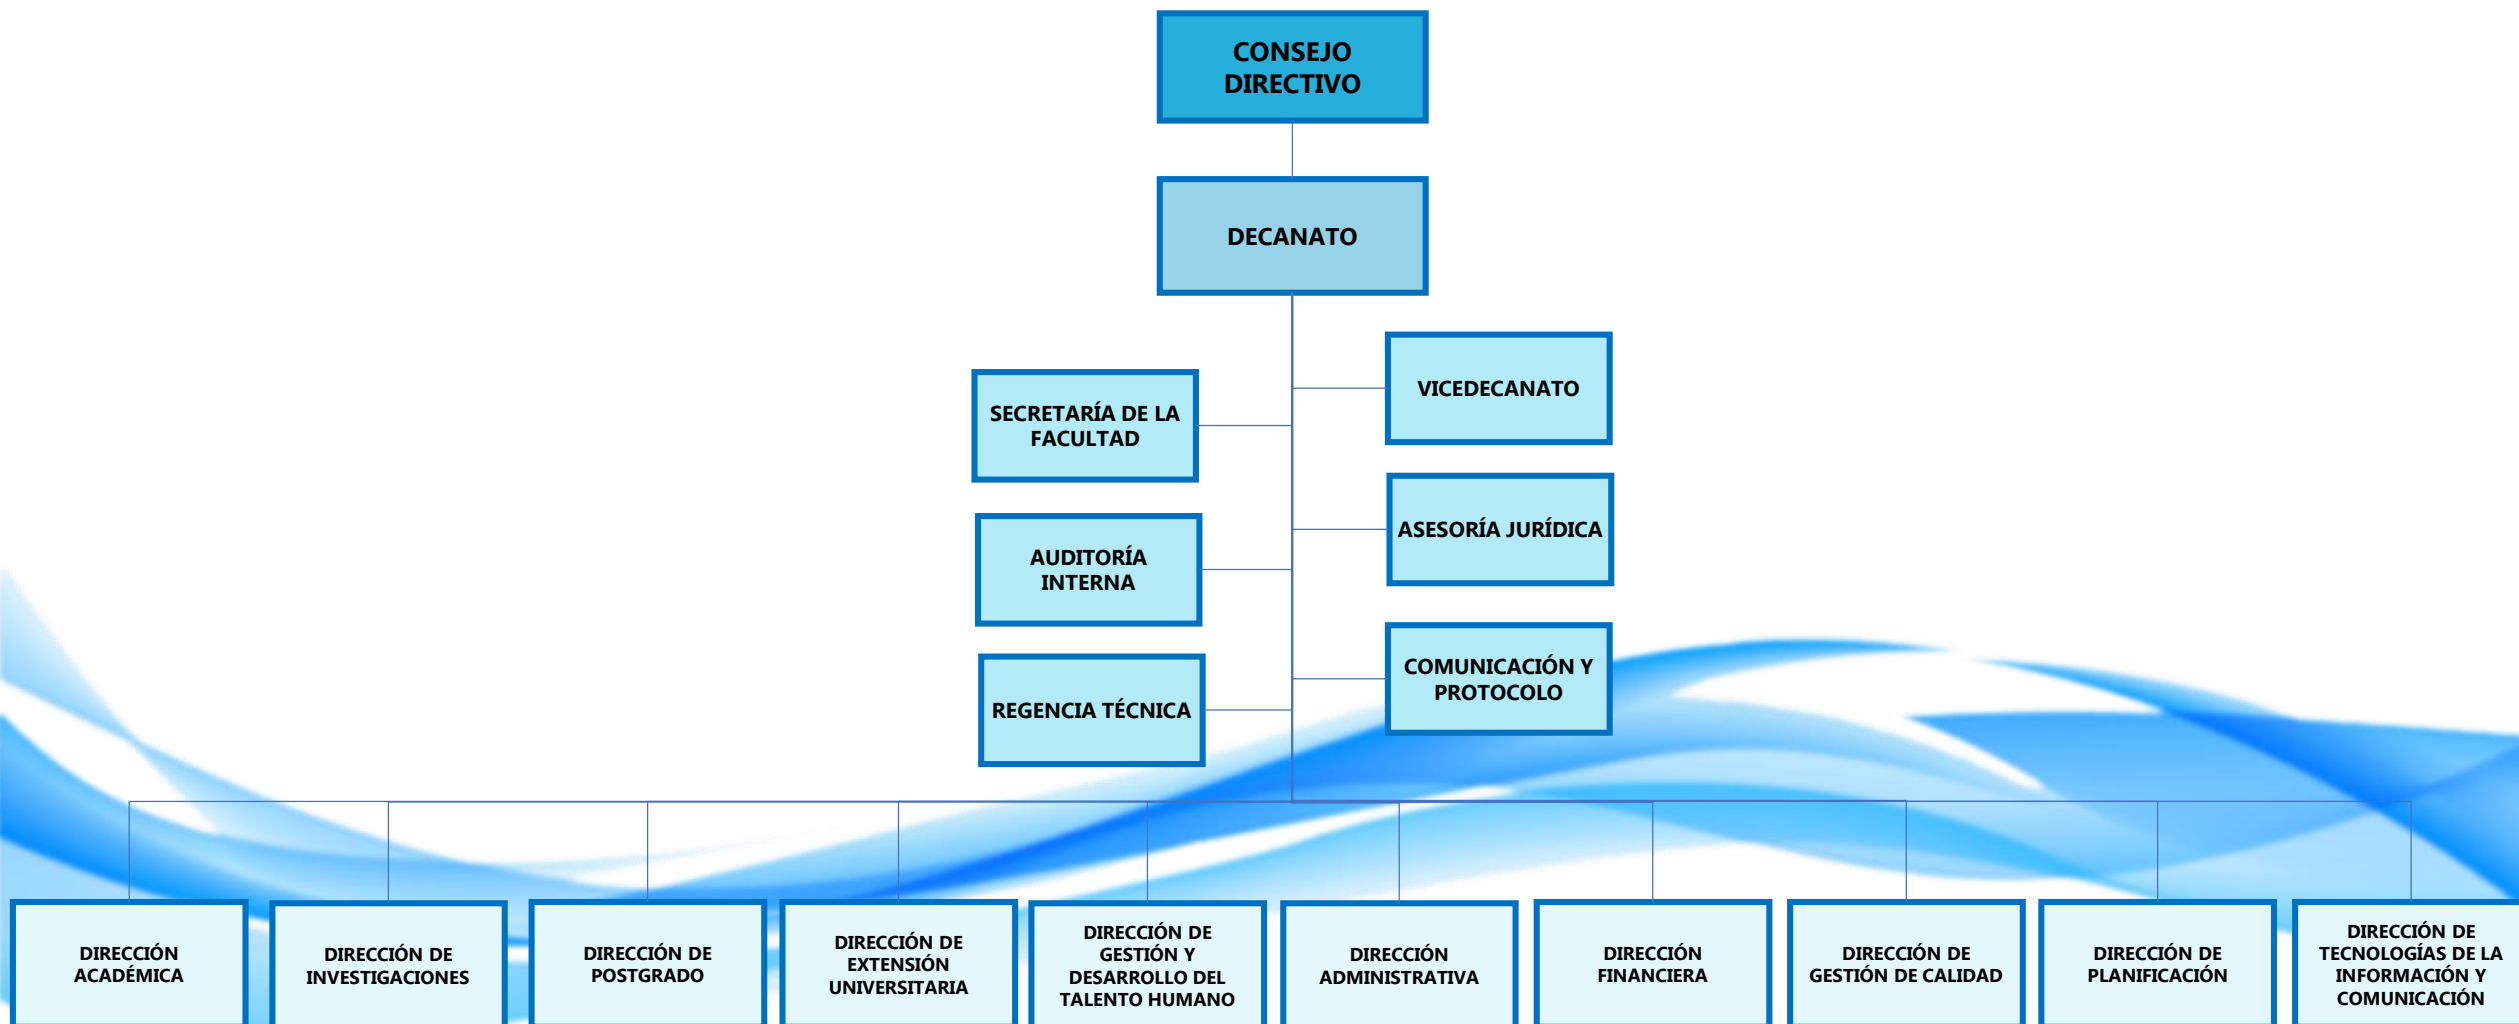 CONSEJO
DIRECTIVO
DECANATO
VICEDECANATO
SECRETARÍA DE LA
FACULTAD
ASESORÍA JURÍDICA
AUDITORÍA
INTERNA
COMUNICACIÓN Y
PROTOCOLO
REGENCIA TÉCNICA
DIRECCIÓN
ACADÉMICA
DIRECCIÓN DE
INVESTIGACIONES
DIRECCIÓN DE
POSTGRADO
DIRECCIÓN DE
EXTENSIÓN
UNIVERSITARIA
DIRECCIÓN DE
GESTIÓN Y
DESARROLLO DEL
TALENTO HUMANO
DIRECCIÓN
ADMINISTRATIVA
DIRECCIÓN
FINANCIERA
DIRECCIÓN DE
GESTIÓN DE CALIDAD
DIRECCIÓN DE
PLANIFICACIÓN
DIRECCIÓN DE
TECNOLOGÍAS DE LA
INFORMACIÓN Y
COMUNICACIÓN